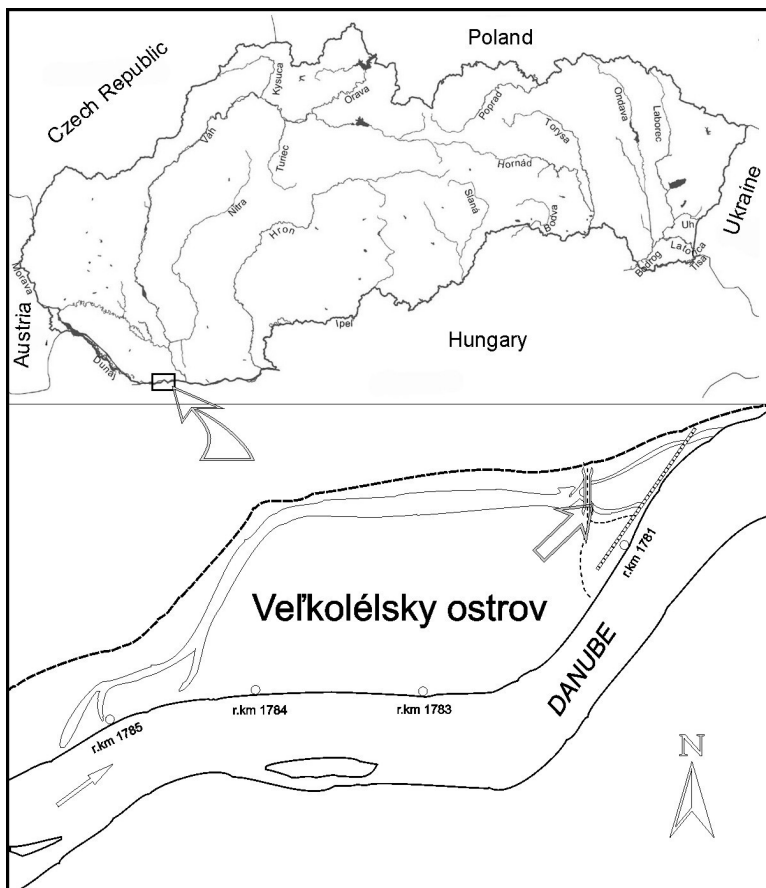 Poland
Czech Republic
Kysuca
Orava
Poprad
Ondava
Laborec
Torysa
Váh
Turiec
Hornád
Ukraine
Nitra
Slaná
Bodva
Hron
Uh
Latorica
Tisa
Bodrog
Morava
Austria
Ipeľ
Hungary
Dunaj
r.km 1781
Veľkolélsky ostrov
DANUBE
r.km 1784
r.km 1783
r.km 1785
N